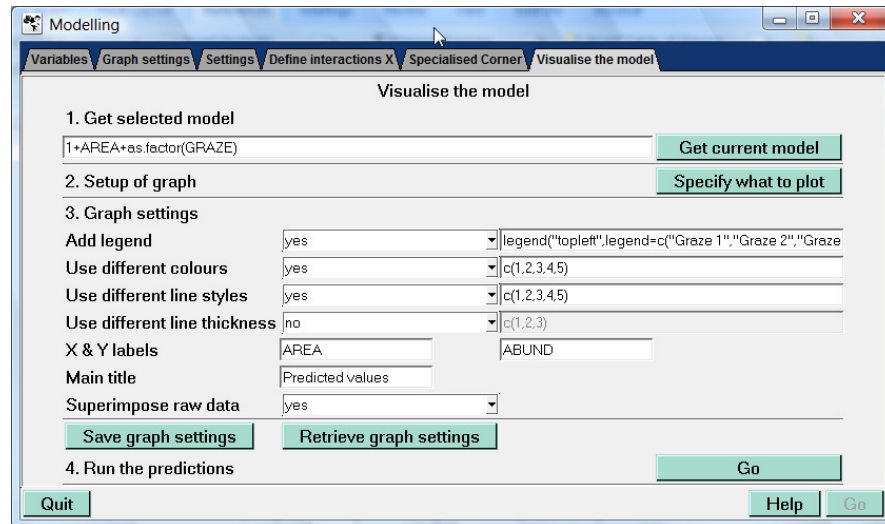 Modelling
Variables Graph settings Settings Define interactions X Specialised Corner Visualise the model
Visualise the model
1. Get selected model
1+AREA+as.factor(GRAZE) Get current model
2. Setup of graph Specify what to plot
3. Graph settings
Add legend yes legend("topleft",legend=c("Graze 1","Graze 2","Graze
Use different colours yes c(1,2,3,4,5)
Use different line styles yes c(1,2,3,4,5)
Use different line thickness no c(1,2,3)
X & Y labels AREA ABUND
Main title Predicted values
Superimpose raw data yes
Save graph settings Retrieve graph settings
4. Run the predictions Go
Quit Help Go